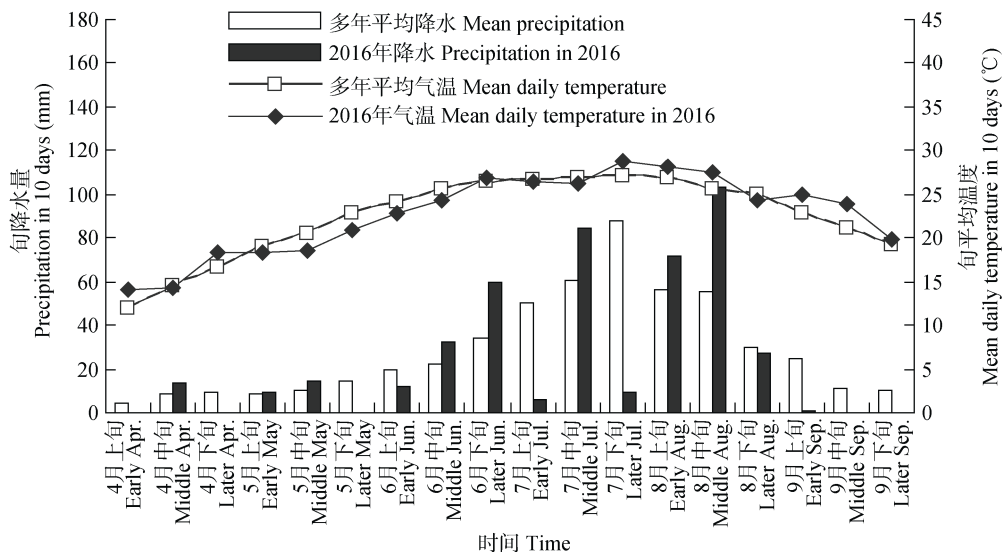 多年平均降水 Mean precipitation
2016年降水 Precipitation in 2016
多年平均气温 Mean daily temperature
2016年气温 Mean daily temperature in 2016
旬降水量
Precipitation in 10 days (mm)
180
160
140
120
100
80
60
40
20
0
45
40
35
30
25
20
15
10
5
0
旬平均温度
Mean daily temperature in 10 days (℃)
4月上旬
Early Apr.
4月中旬
Middle Apr.
4月下旬
Later Apr.
5月上旬
Early May
5月中旬
Middle May
5月下旬
Later May
6月上旬
Early Jun.
6月中旬
Middle Jun.
6月下旬
Later Jun.
7月上旬
Early Jul.
7月中旬
Middle Jul.
7月下旬
Later Jul.
8月上旬
Early Aug.
8月中旬
Middle Aug.
8月下旬
Later Aug.
9月上旬
Early Sep.
9月中旬
Middle Sep.
9月下旬
Later Sep.
时间 Time